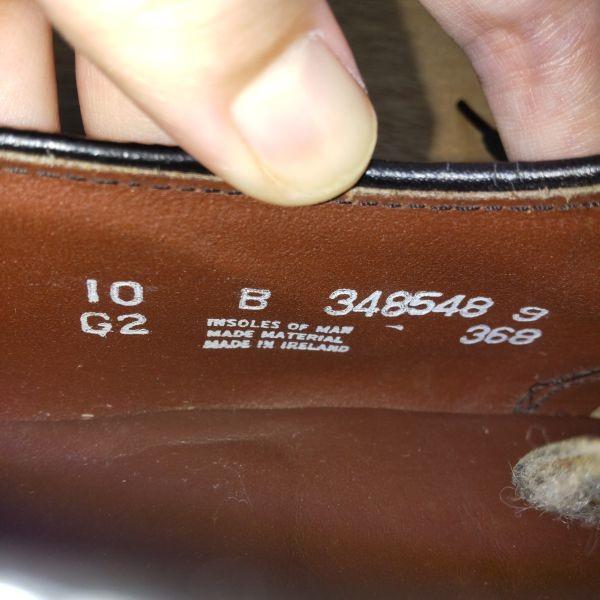 10 B 348548 9
G2 INSOLES OF MAN 368
MADE MATERIAL
MADE IN IRELAND